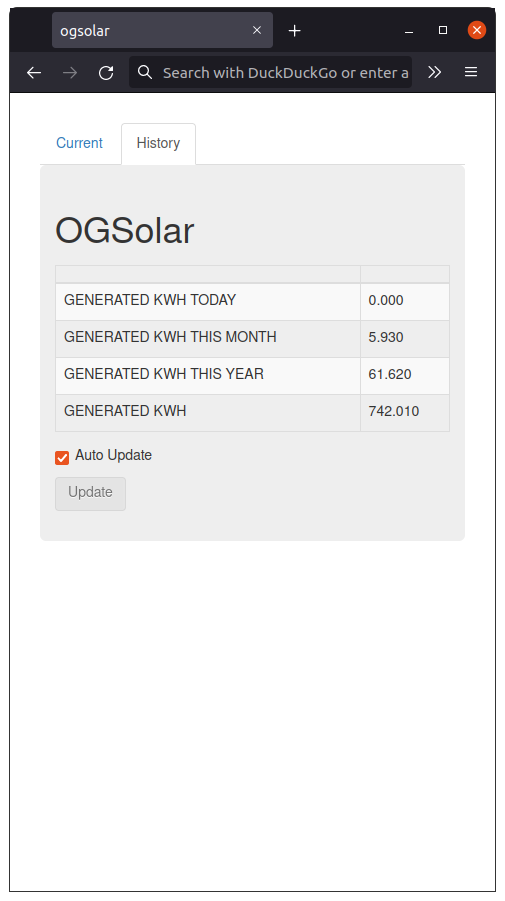 ogsolar
Search with DuckDuckGo or enter a
Current History
OGSolar
GENERATED KWH TODAY 0.000
GENERATED KWH THIS MONTH 5.930
GENERATED KWH THIS YEAR 61.620
GENERATED KWH 742.010
Auto Update
Update